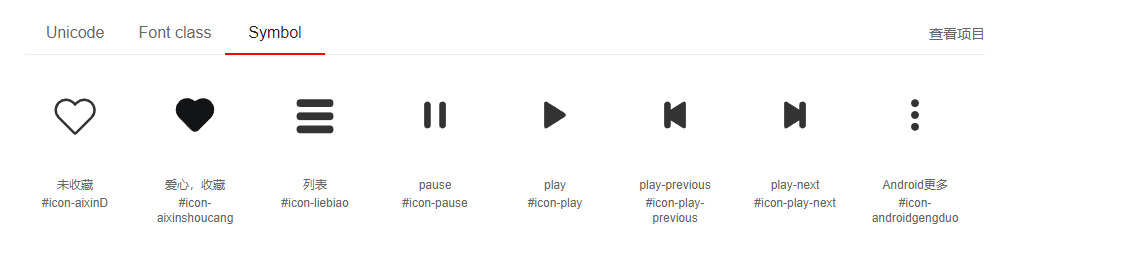 Unicode Font class Symbol 查看项目
未收藏 爱心，收藏 列表 pause play play-previous play-next Android更多
#icon-aixinD #icon- #icon-liebiao #icon-pause #icon-play #icon-play- #icon-play-next #icon-
aixinshoucang previous androidgengduo